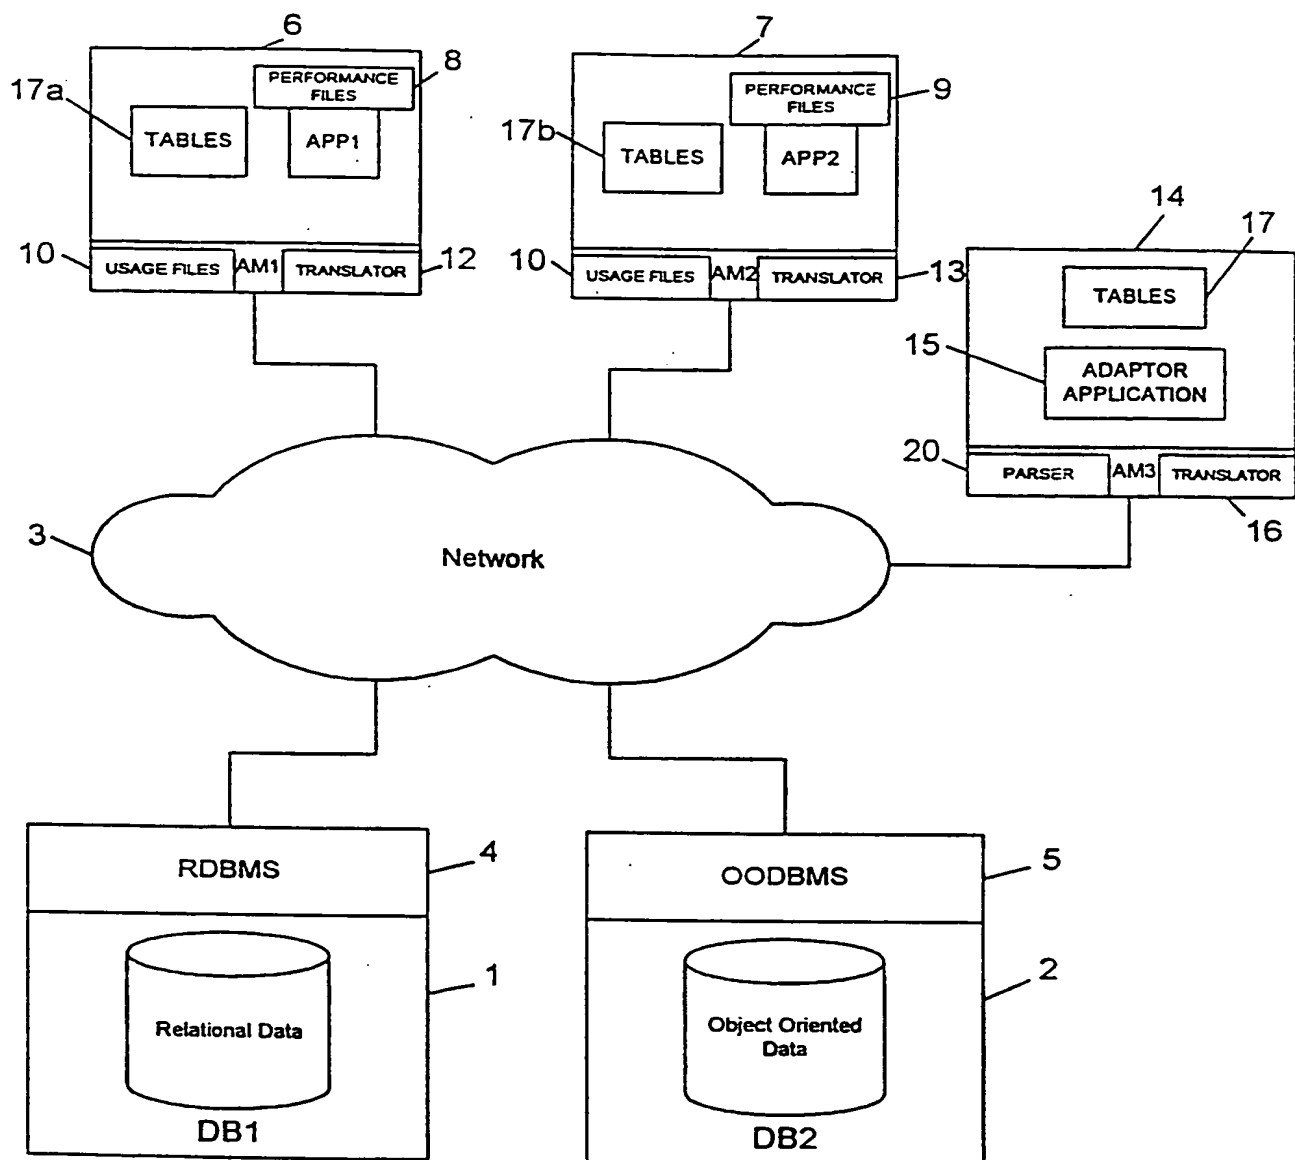 6
7
8
PERFORMANCE
FILES
17a
TABLES
APP1
PERFORMANCE
FILES
9
17b
TABLES
APP2
10
USAGE FILES
AM1
TRANSLATOR
12
10
USAGE FILES
AM2
TRANSLATOR
13
14
17
TABLES
15
ADAPTOR
APPLICATION
20
PARSER
AM3
TRANSLATOR
16
3
Network
RDBMS
4
OODBMS
5
Relational Data
1
Object Oriented
Data
2
DB1
DB2